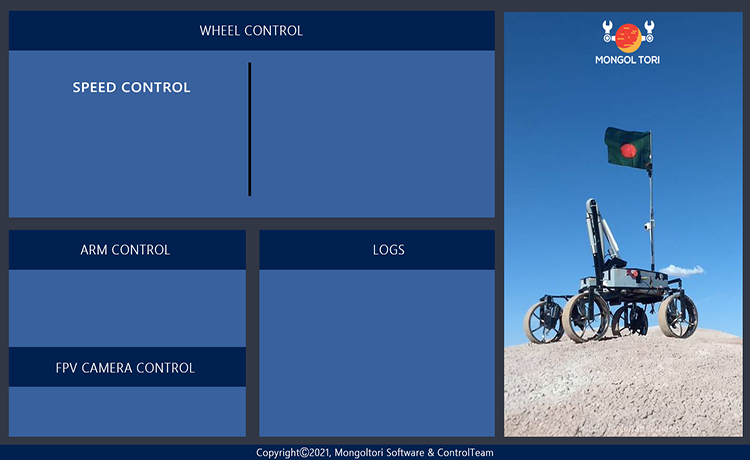 WHEEL CONTROL
SPEED CONTROL
MONGOL TORI
ARM CONTROL
LOGS
FPV CAMERA CONTROL
Copyright©2021, Mongoltori Software & ControlTeam